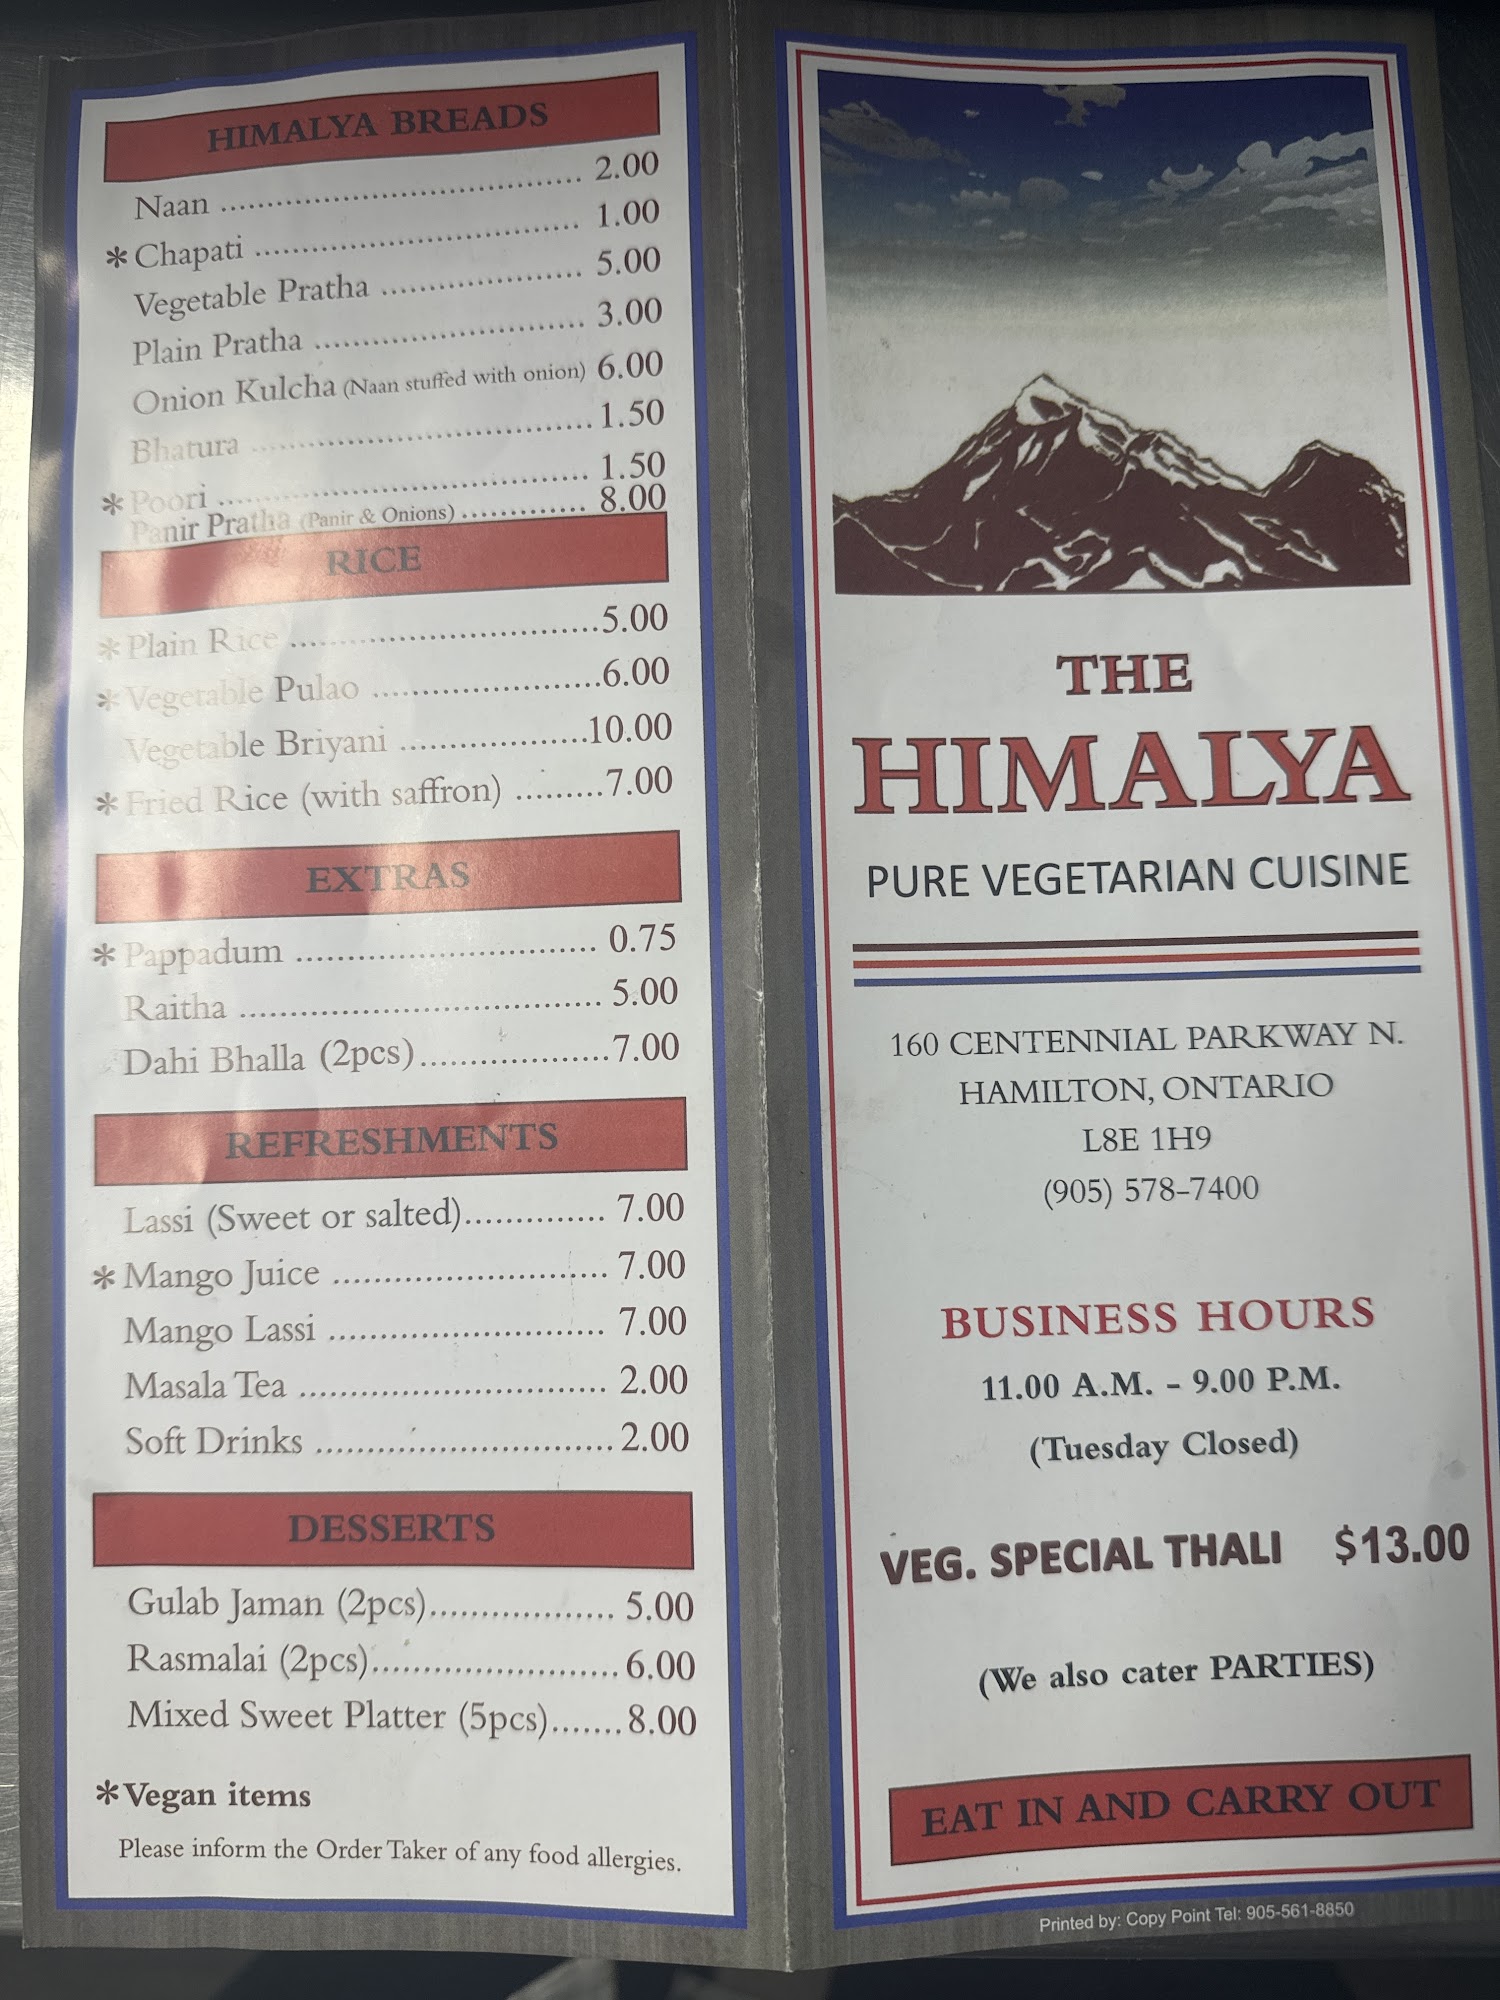 HIMALYA BREADS
Naan ........................................ 2.00
* Chapati .................................... 1.00
Vegetable Pratha ...................... 5.00
Plain Pratha ............................. 3.00
Onion Kulcha (Naan stuffed with onion) 6.00
Bhatura ..................................... 1.50
* Poori ........................................ 1.50
Panir Pratha (Panir & Onions) ............. 8.00
RICE
* Plain Rice ................................. 5.00
* Vegetable Pulao ........................ 6.00
Vegetable Briyani .................... 10.00
* Fried Rice (with saffron) ......... 7.00
EXTRAS
* Pappadum ................................ 0.75
Raitha ...................................... 5.00
Dahi Bhalla (2pcs) .................... 7.00
REFRESHMENTS
Lassi (Sweet or salted) .............. 7.00
* Mango Juice ............................. 7.00
Mango Lassi ............................. 7.00
Masala Tea ................................ 2.00
Soft Drinks ............................... 2.00
DESSERTS
Gulab Jaman (2pcs) ................... 5.00
Rasmalai (2pcs) ......................... 6.00
Mixed Sweet Platter (5pcs) ....... 8.00
* Vegan items
Please inform the Order Taker of any food allergies.
THE
HIMALYA
PURE VEGETARIAN CUISINE
160 CENTENNIAL PARKWAY N.
HAMILTON, ONTARIO
L8E 1H9
(905) 578-7400
BUSINESS HOURS
11.00 A.M. - 9.00 P.M.
(Tuesday Closed)
VEG. SPECIAL THALI $13.00
(We also cater PARTIES)
EAT IN AND CARRY OUT
Printed by: Copy Point Tel: 905-561-8850